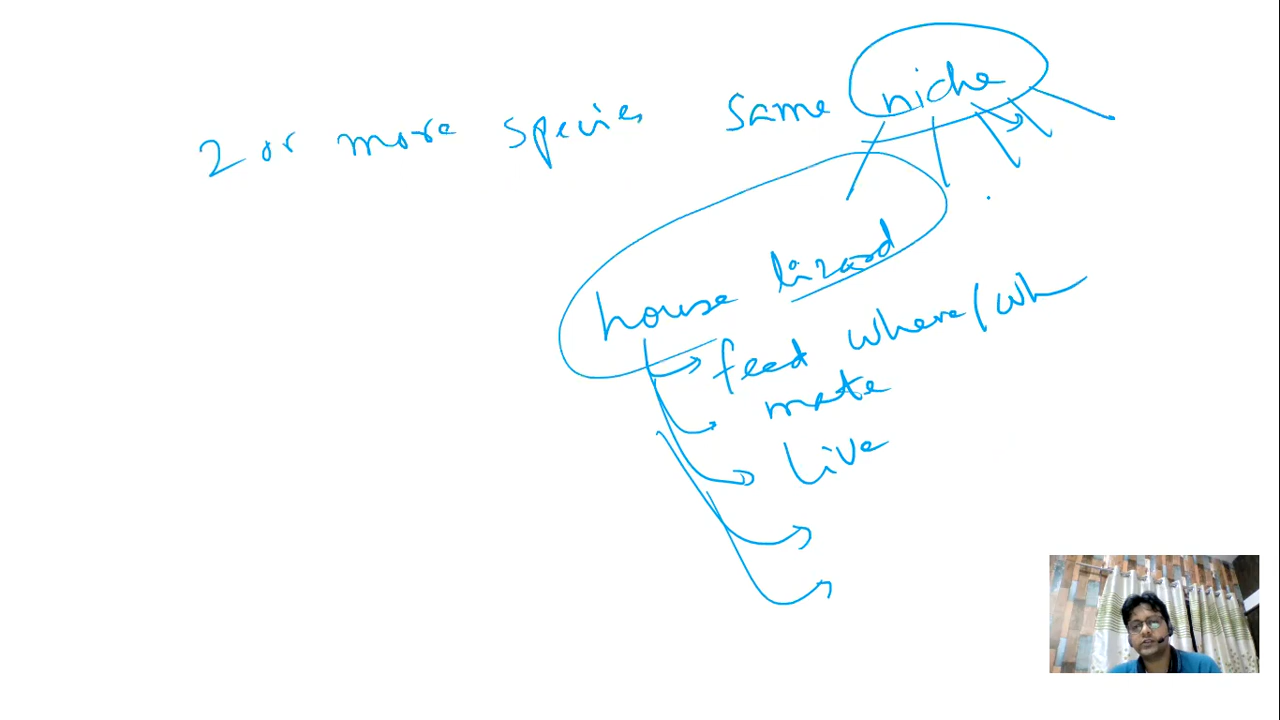 2 or more species same niche
house lizard
feed where/wh
mate
live